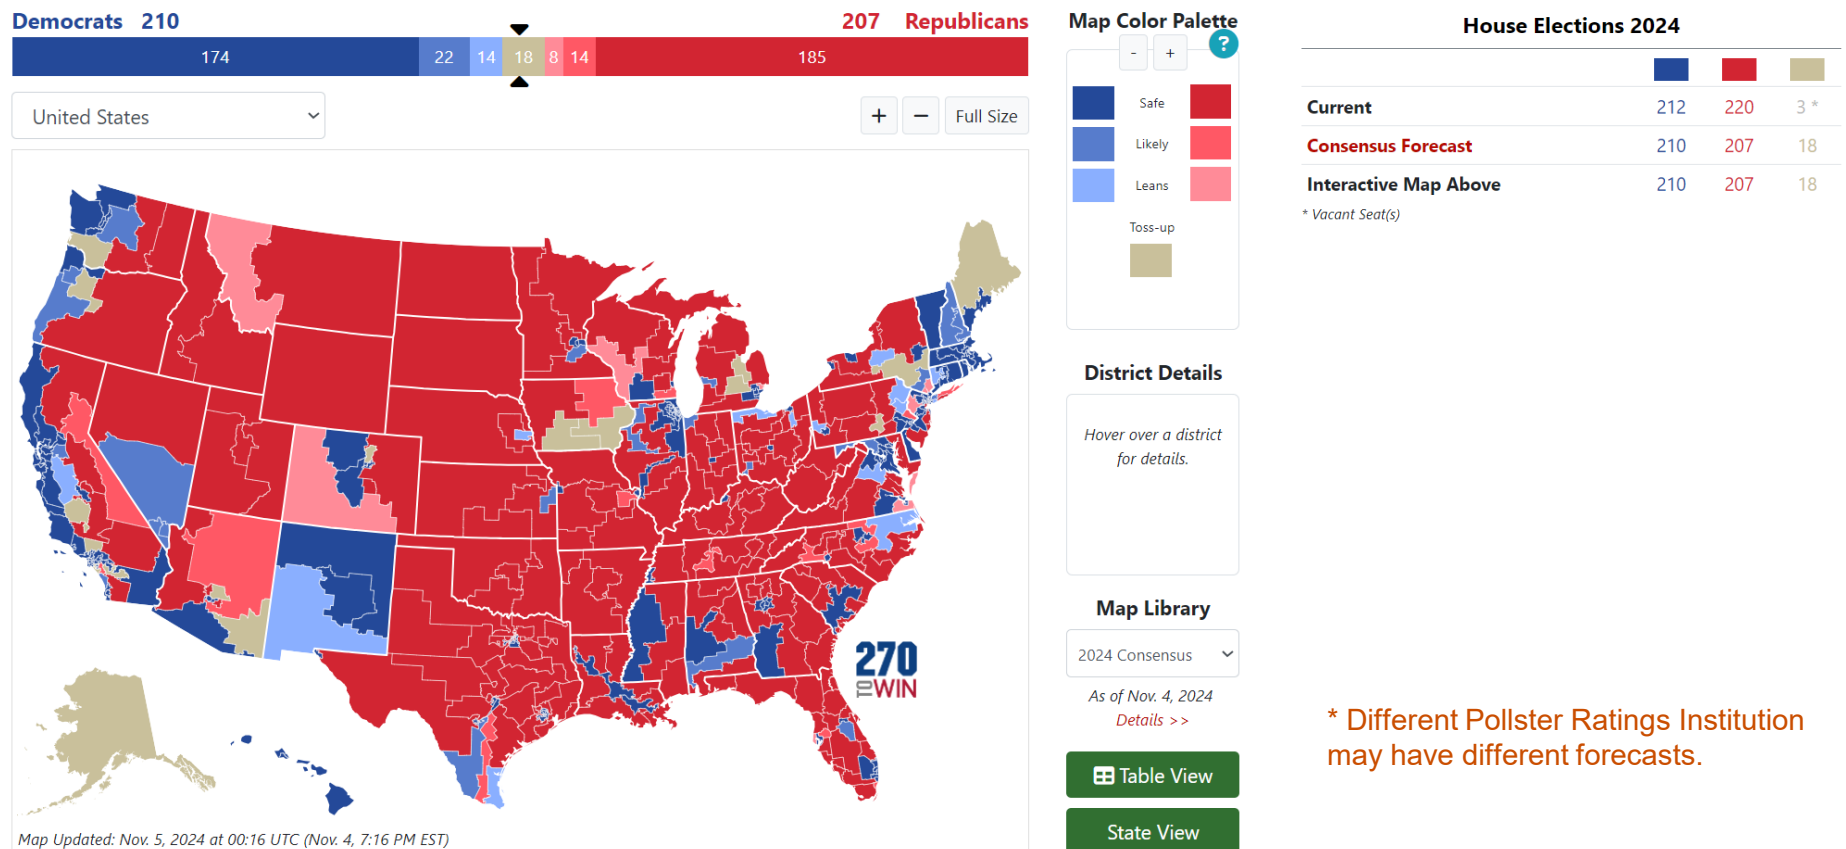 Democrats 210
207 Republicans
174 22 14 18 8 14 185
United States
+ − Full Size
270
TO WIN
Map Updated: Nov. 5, 2024 at 00:16 UTC (Nov. 4, 7:16 PM EST)
Map Color Palette
- + ?
Safe
Likely
Leans
Toss-up
District Details
Hover over a district
for details.
Map Library
2024 Consensus
As of Nov. 4, 2024
Details >>
Table View
State View
House Elections 2024
Current 212 220 3 *
Consensus Forecast 210 207 18
Interactive Map Above 210 207 18
* Vacant Seat(s)
* Different Pollster Ratings Institution
may have different forecasts.